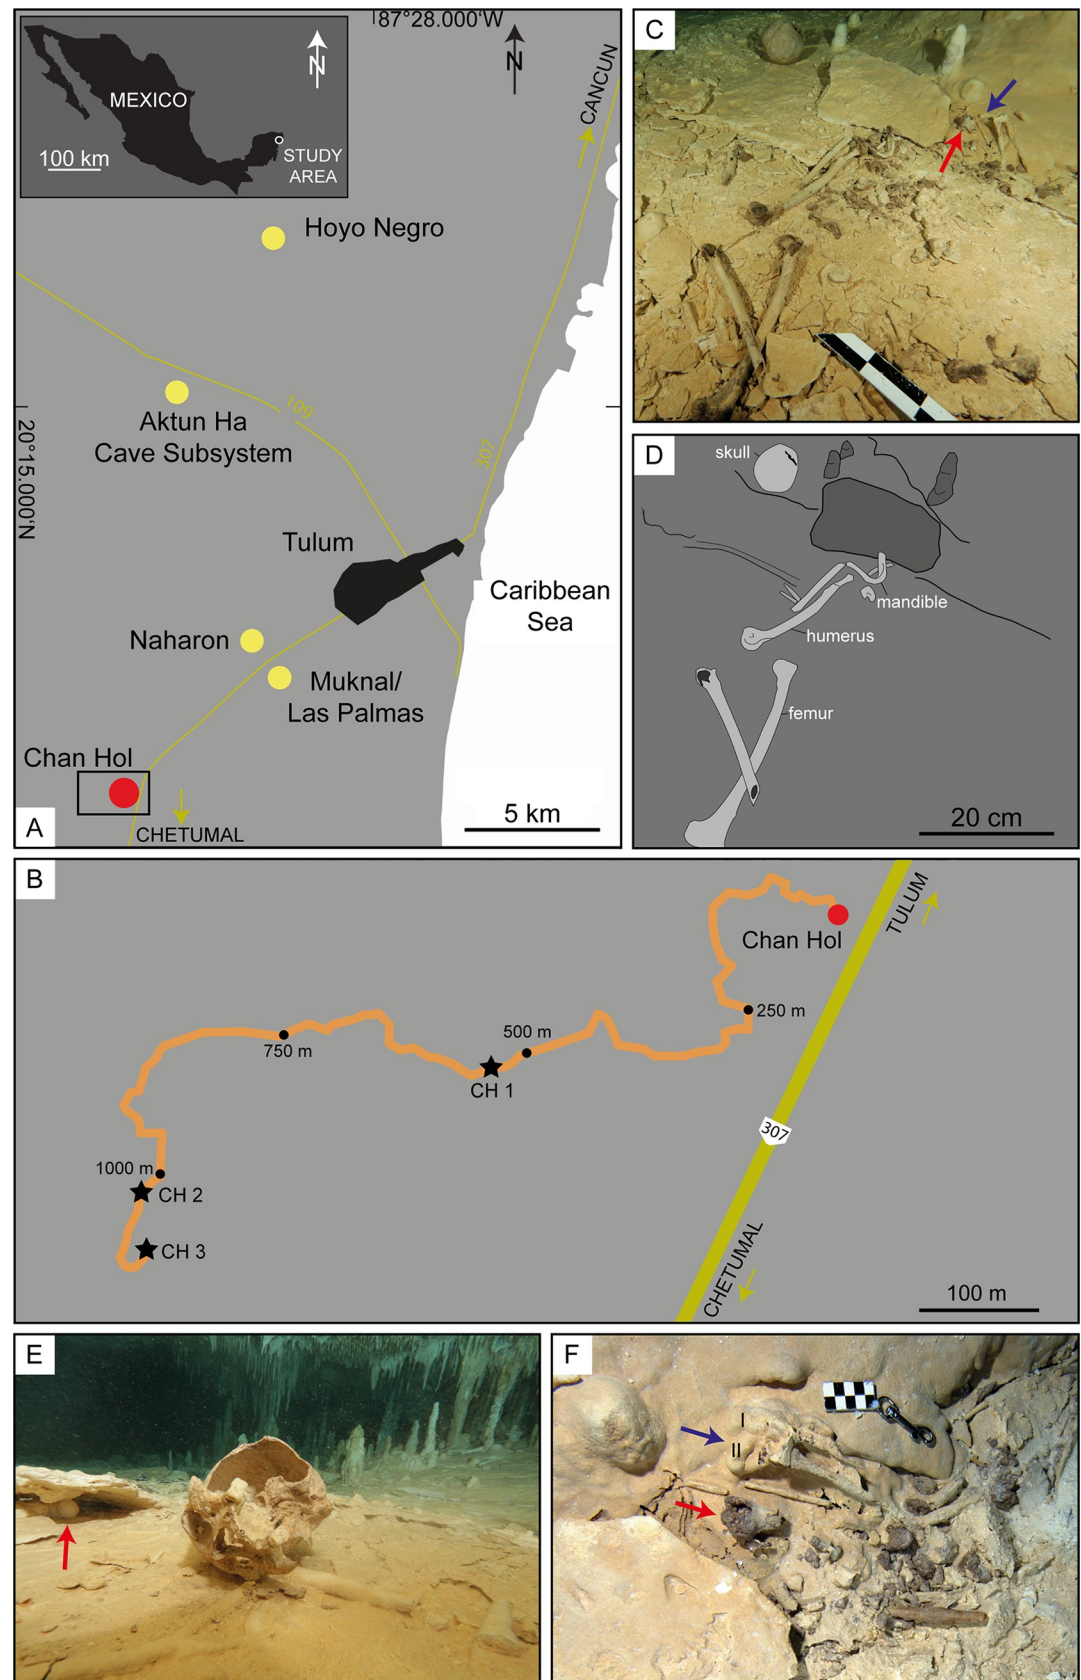 87°28.000'W
N
N
CANCUN
MEXICO
100 km
STUDY
AREA
Hoyo Negro
109
Aktun Ha
Cave Subsystem
20°15.000'N
307
Tulum
Caribbean
Sea
Naharon
Muknal/
Las Palmas
Chan Hol
5 km
A
CHETUMAL
C
D
skull
mandible
humerus
femur
20 cm
B
TULUM
Chan Hol
250 m
500 m
750 m
CH 1
307
1000 m
CH 2
CH 3
CHETUMAL
100 m
E
F
I
II